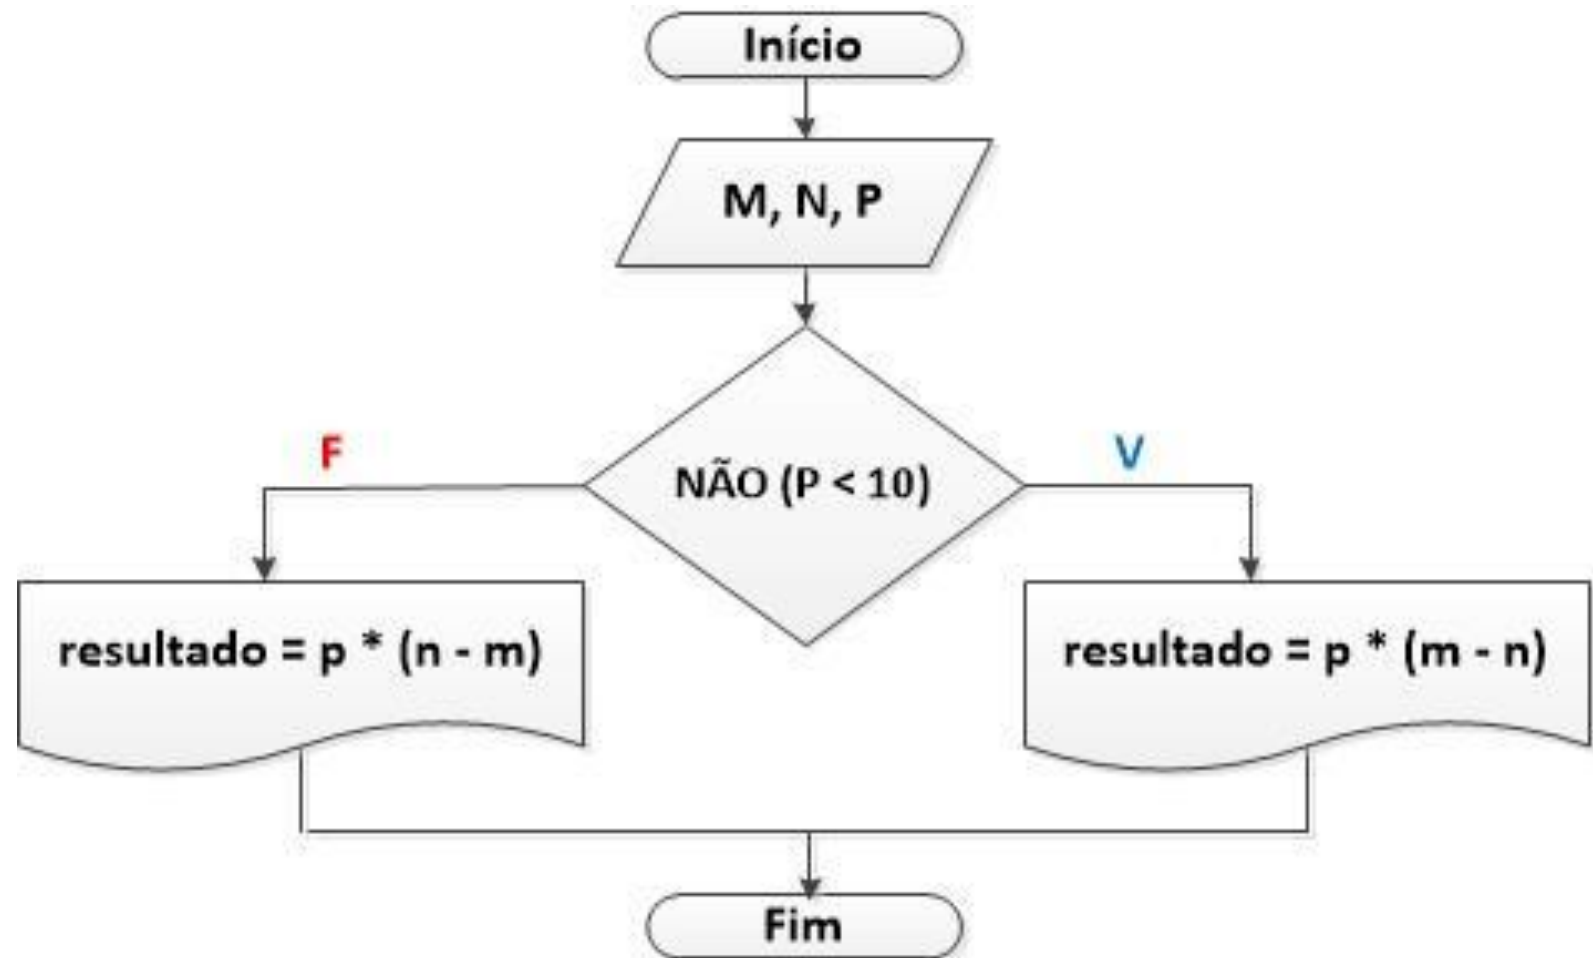 Início
M, N, P
F
NÃO (P < 10)
V
resultado = p * (n - m)
resultado = p * (m - n)
Fim